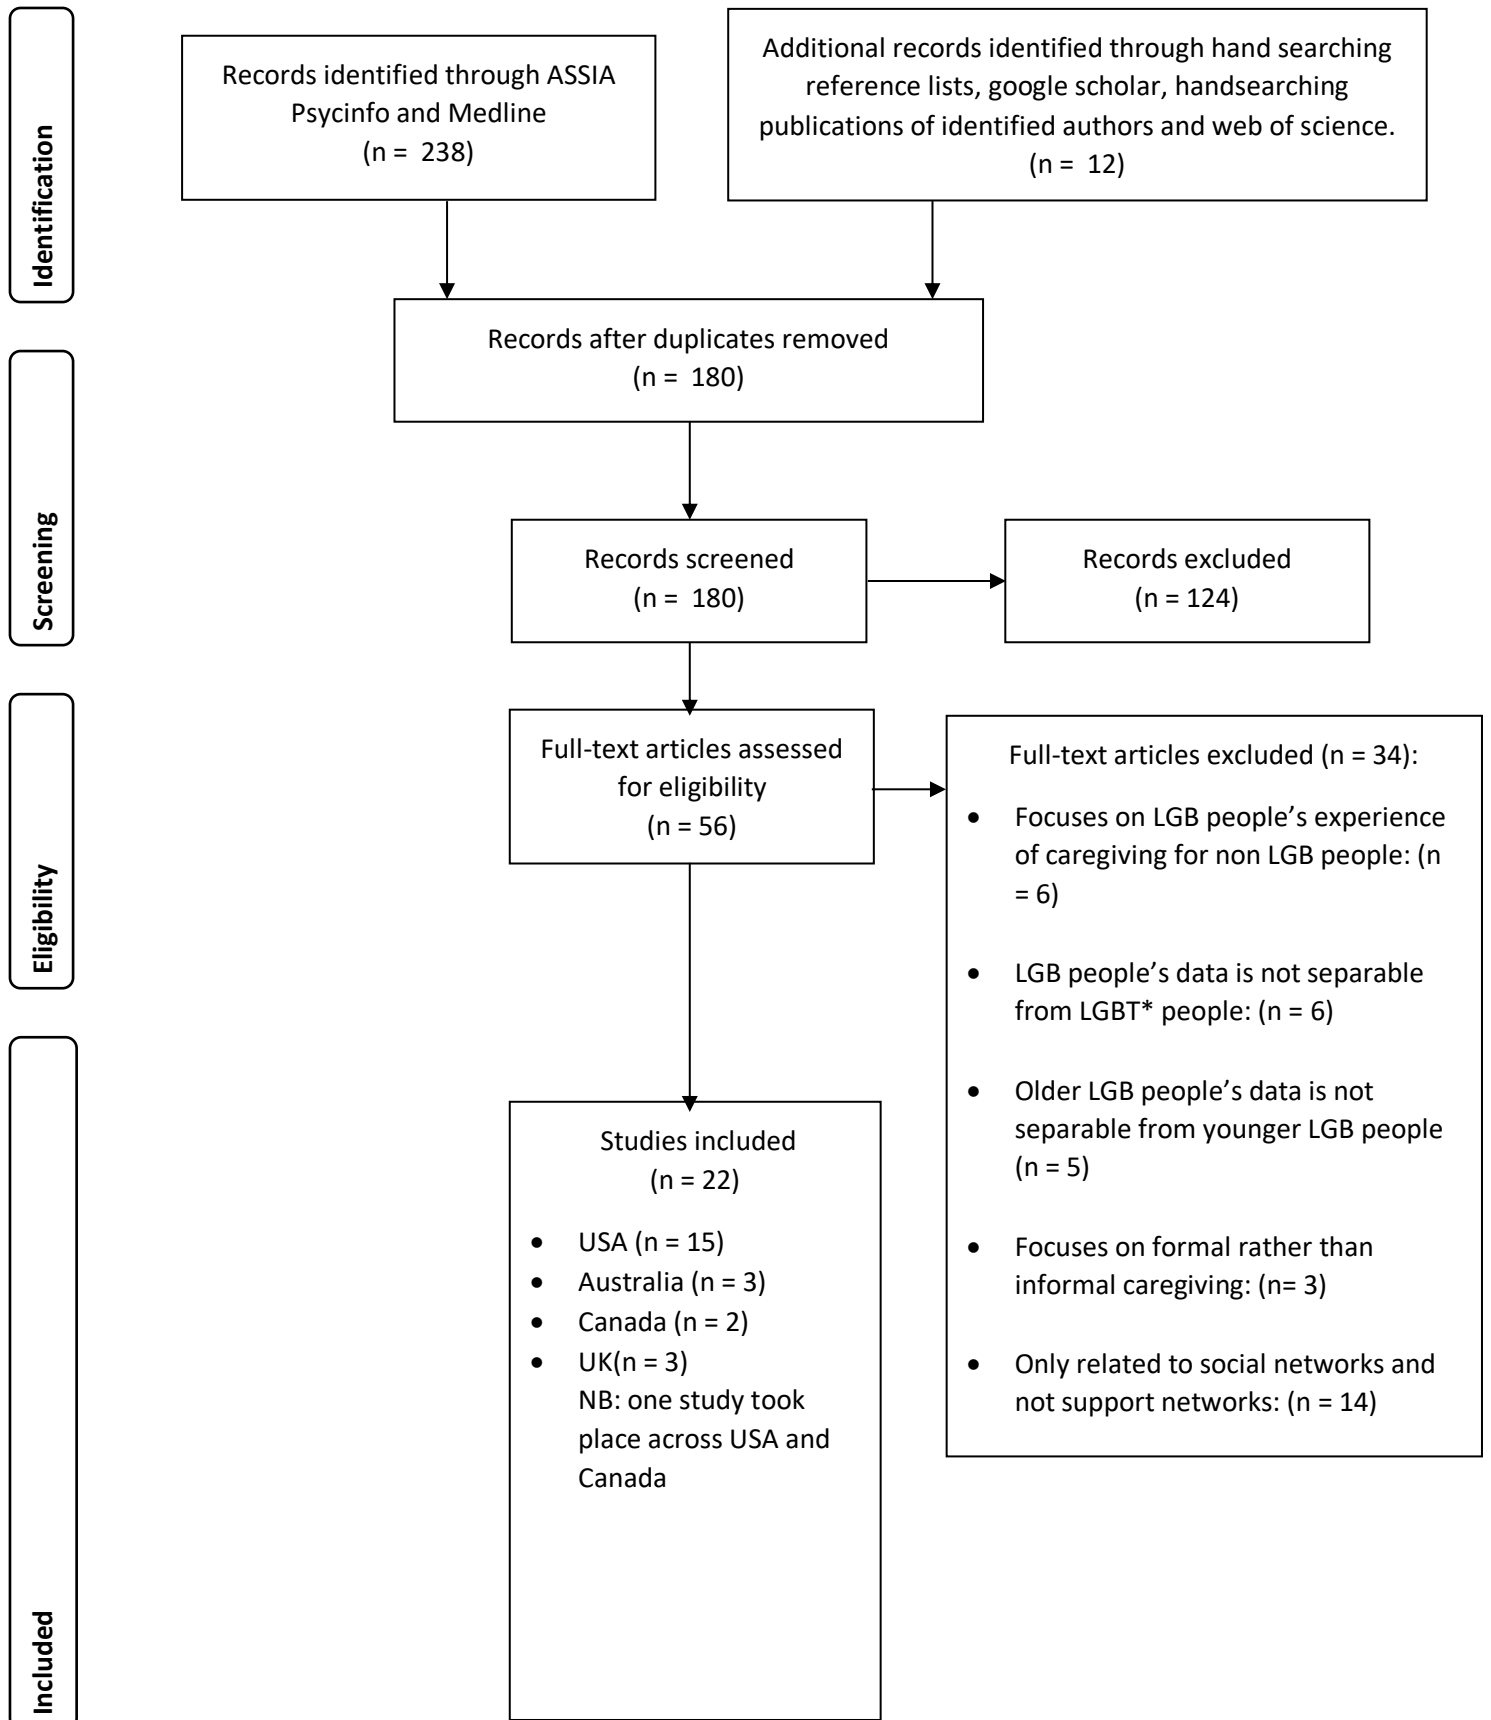 Identification
Records identified through ASSIA
Psycinfo and Medline
(n =  238)
Additional records identified through hand searching
reference lists, google scholar, handsearching
publications of identified authors and web of science.
(n =  12)
Records after duplicates removed
(n =  180)
Screening
Records screened
(n =  180)
Records excluded
(n = 124)
Eligibility
Full-text articles assessed
for eligibility
(n = 56)
Full-text articles excluded (n = 34):
• Focuses on LGB people’s experience
of caregiving for non LGB people: (n
= 6)
• LGB people’s data is not separable
from LGBT* people: (n = 6)
• Older LGB people’s data is not
separable from younger LGB people
(n = 5)
• Focuses on formal rather than
informal caregiving: (n= 3)
• Only related to social networks and
not support networks: (n = 14)
Included
Studies included
(n = 22)
• USA (n = 15)
• Australia (n = 3)
• Canada (n = 2)
• UK(n = 3)
NB: one study took
place across USA and
Canada